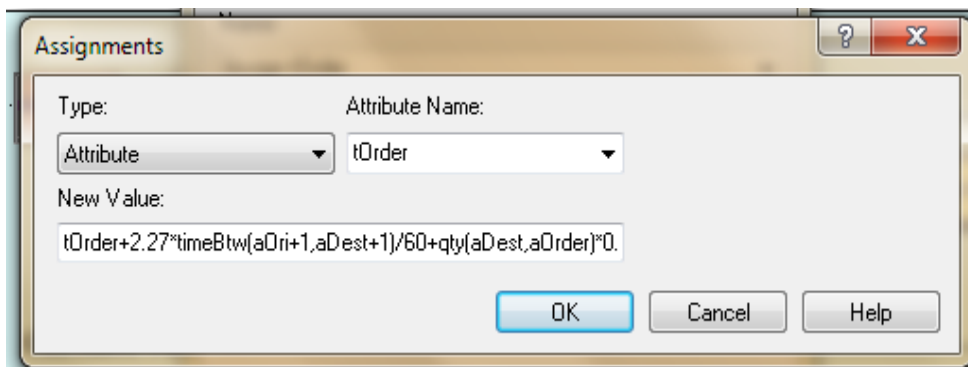 Assignments
Type:
Attribute Name:
Attribute
tOrder
New Value:
tOrder+2.27*timeBtw(aOri+1,aDest+1)/60+qty(aDest,aOrder)*0.
OK
Cancel
Help